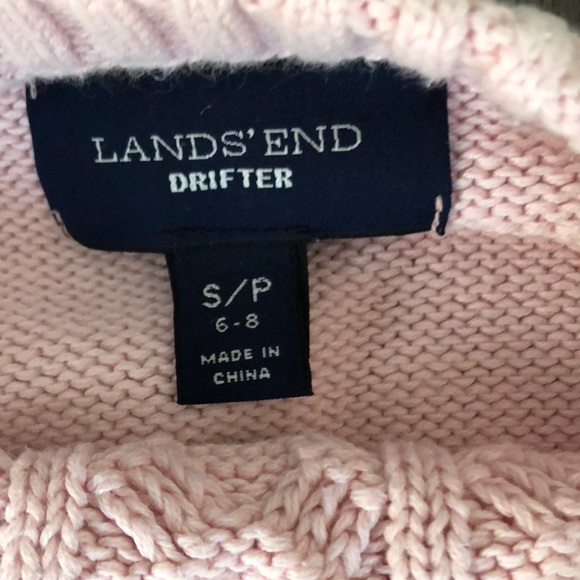 LANDS' END
DRIFTER
S/P
6-8
MADE IN
CHINA